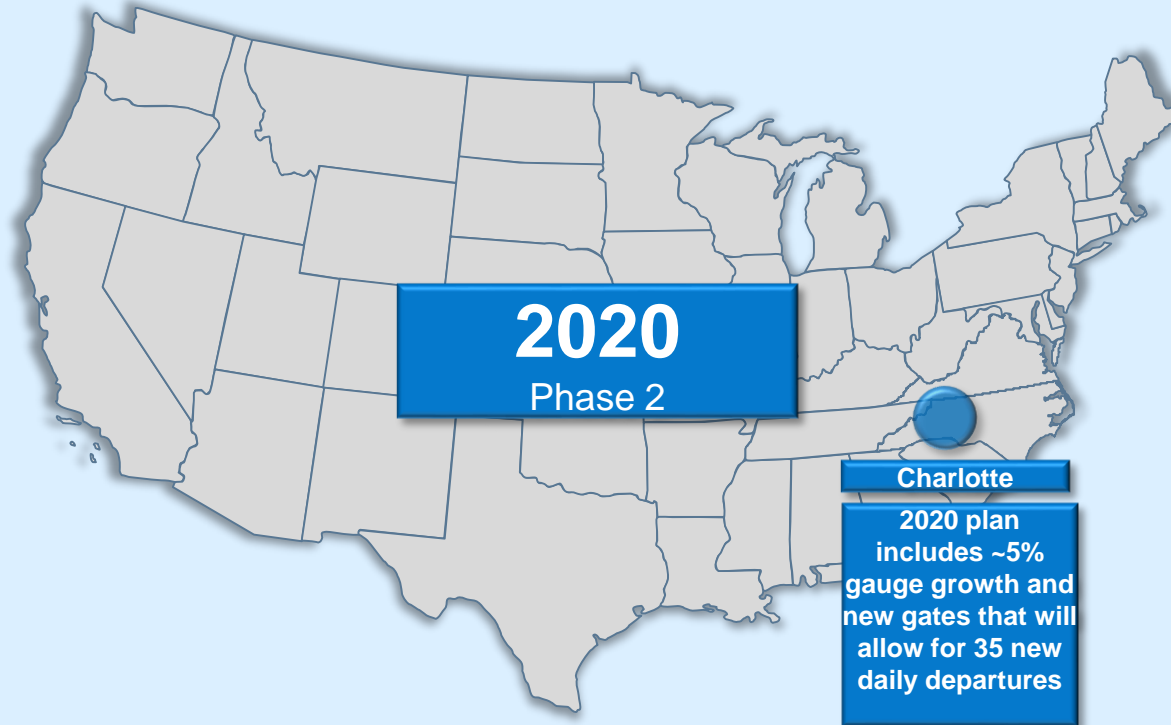 2020
Phase 2
Charlotte
2020 plan
includes ~5%
gauge growth and
new gates that will
allow for 35 new
daily departures